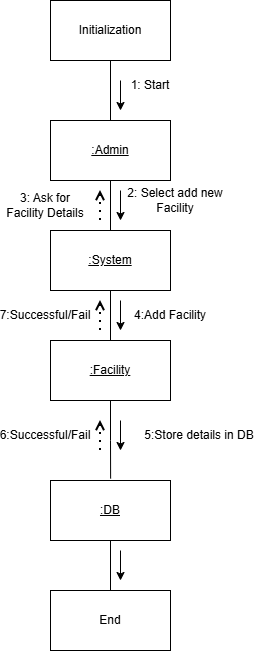 Initialization
1: Start
:Admin
3: Ask for
Facility Details
2: Select add new
Facility
:System
7:Successful/Fail
4:Add Facility
:Facility
6:Successful/Fail
5:Store details in DB
:DB
End